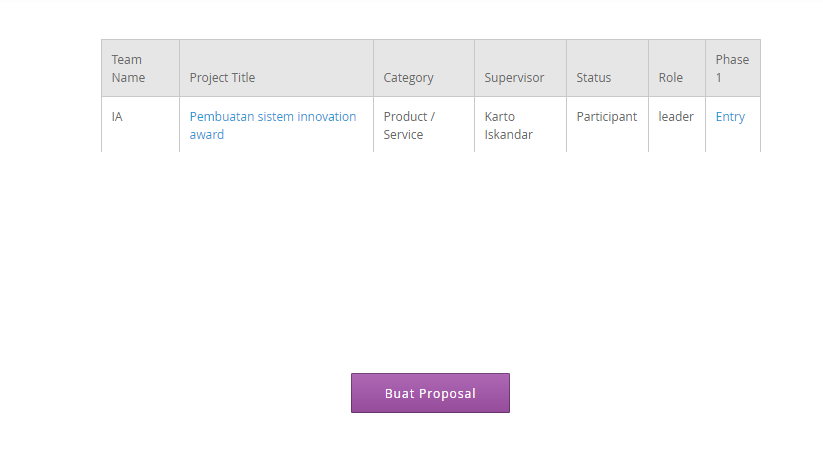 Team Name
Project Title
Category
Supervisor
Status
Role
Phase 1
IA
Pembuatan sistem innovation
award
Product /
Service
Karto
Iskandar
Participant
leader
Entry
Buat Proposal